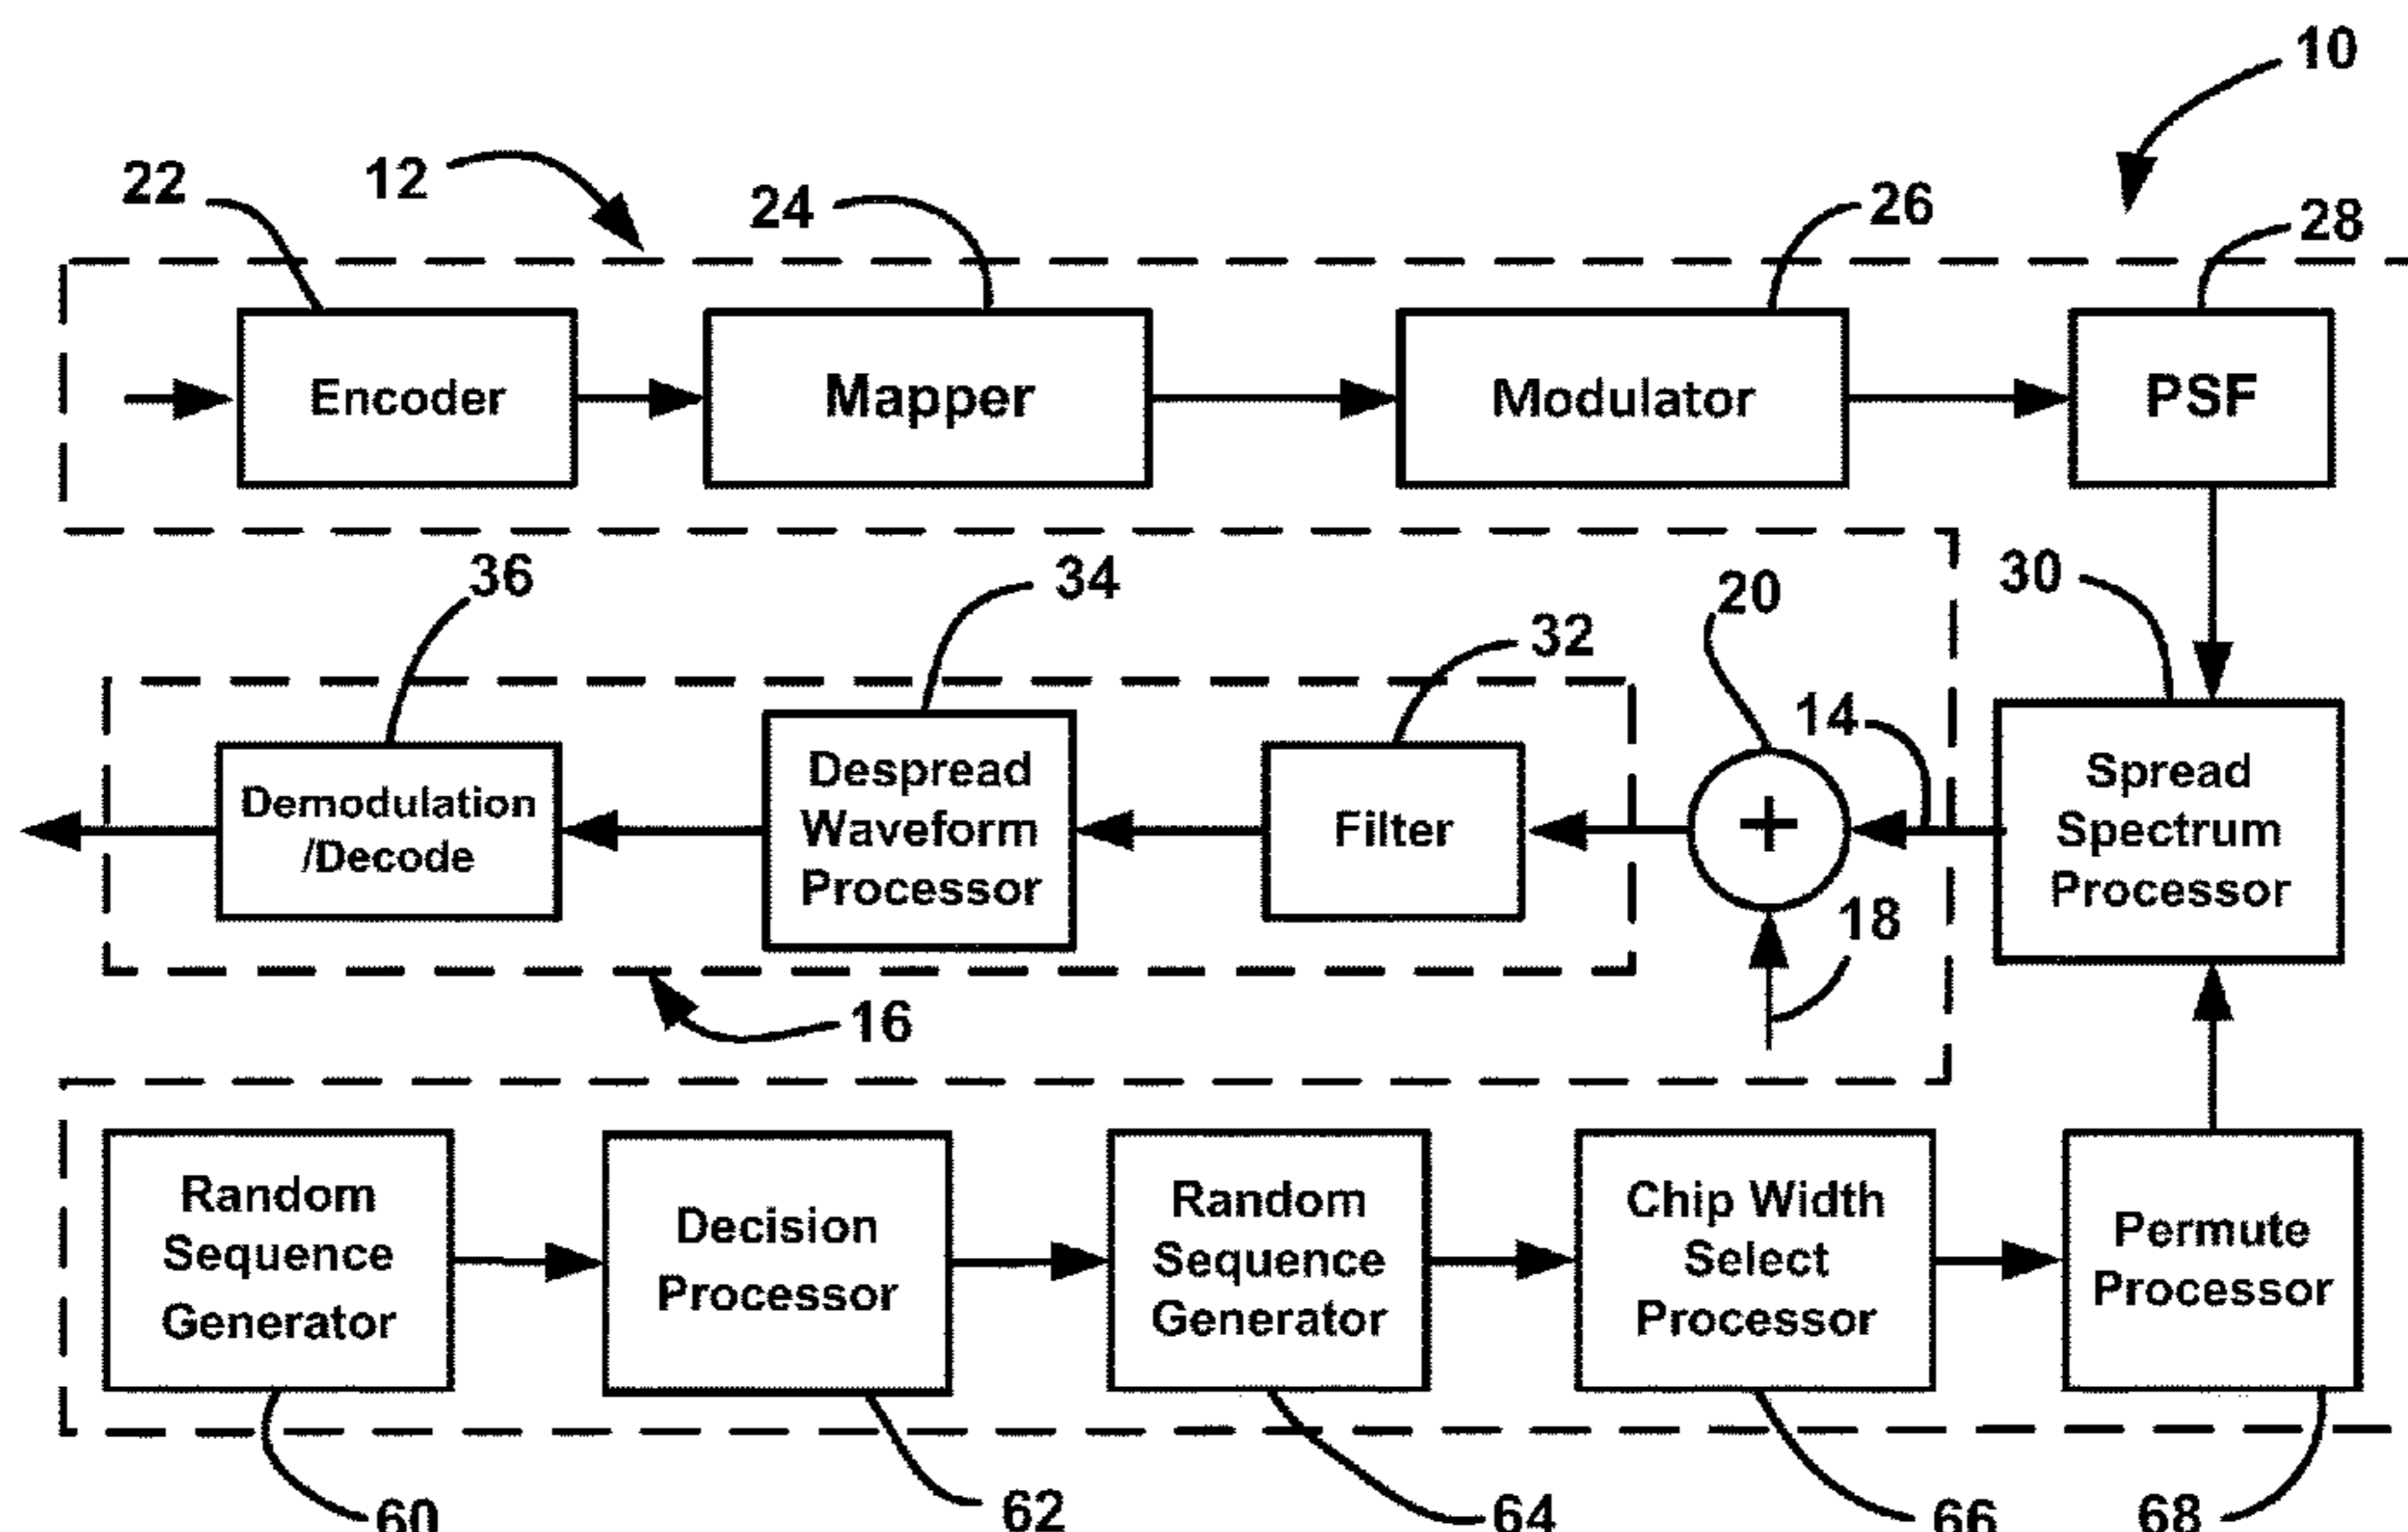 10
22
12
24
26
28
Encoder
Mapper
Modulator
PSF
36
34
32
20
14
30
Demodulation
/Decode
Despread
Waveform
Processor
Filter
+
Spread
Spectrum
Processor
18
16
Random
Sequence
Generator
Decision
Processor
Random
Sequence
Generator
Chip Width
Select
Processor
Permute
Processor
60
62
64
66
68